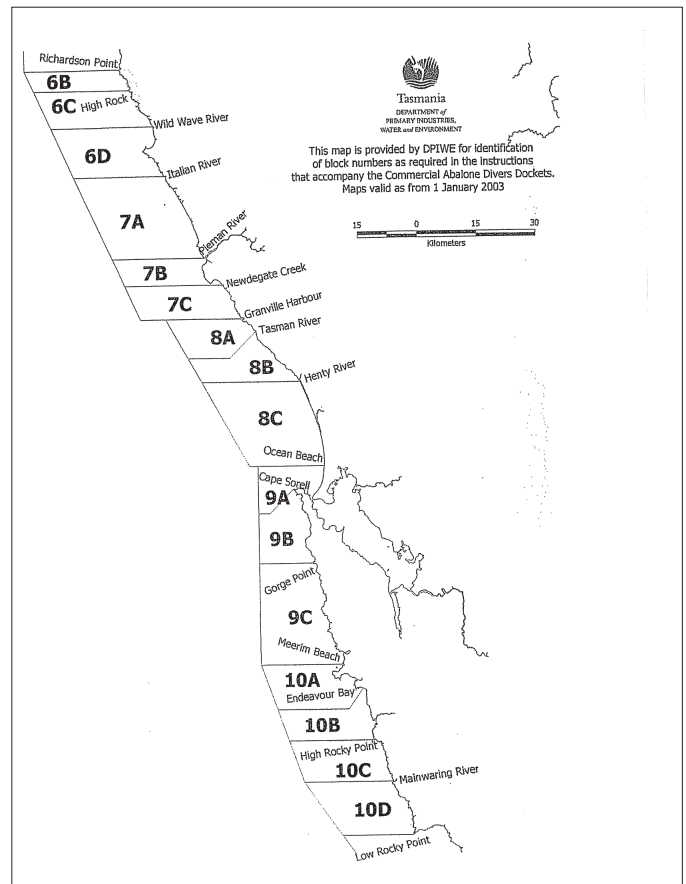 Richardson Point
6B
6C High Rock
Wild Wave River
6D
Italian River
7A
Pieman River
7B
Newdegate Creek
7C
Granville Harbour
8A
Tasman River
8B
Henty River
8C
Ocean Beach
Cape Sorell
9A
9B
Gorge Point
9C
Meerim Beach
10A
Endeavour Bay
10B
High Rocky Point
10C
Mainwaring River
10D
Low Rocky Point
Tasmania
DEPARTMENT of
PRIMARY INDUSTRIES,
WATER and ENVIRONMENT
This map is provided by DPIWE for identification
of block numbers as required in the instructions
that accompany the Commercial Abalone Divers Dockets.
Maps valid as from 1 January 2003
15 0 15 30
Kilometers